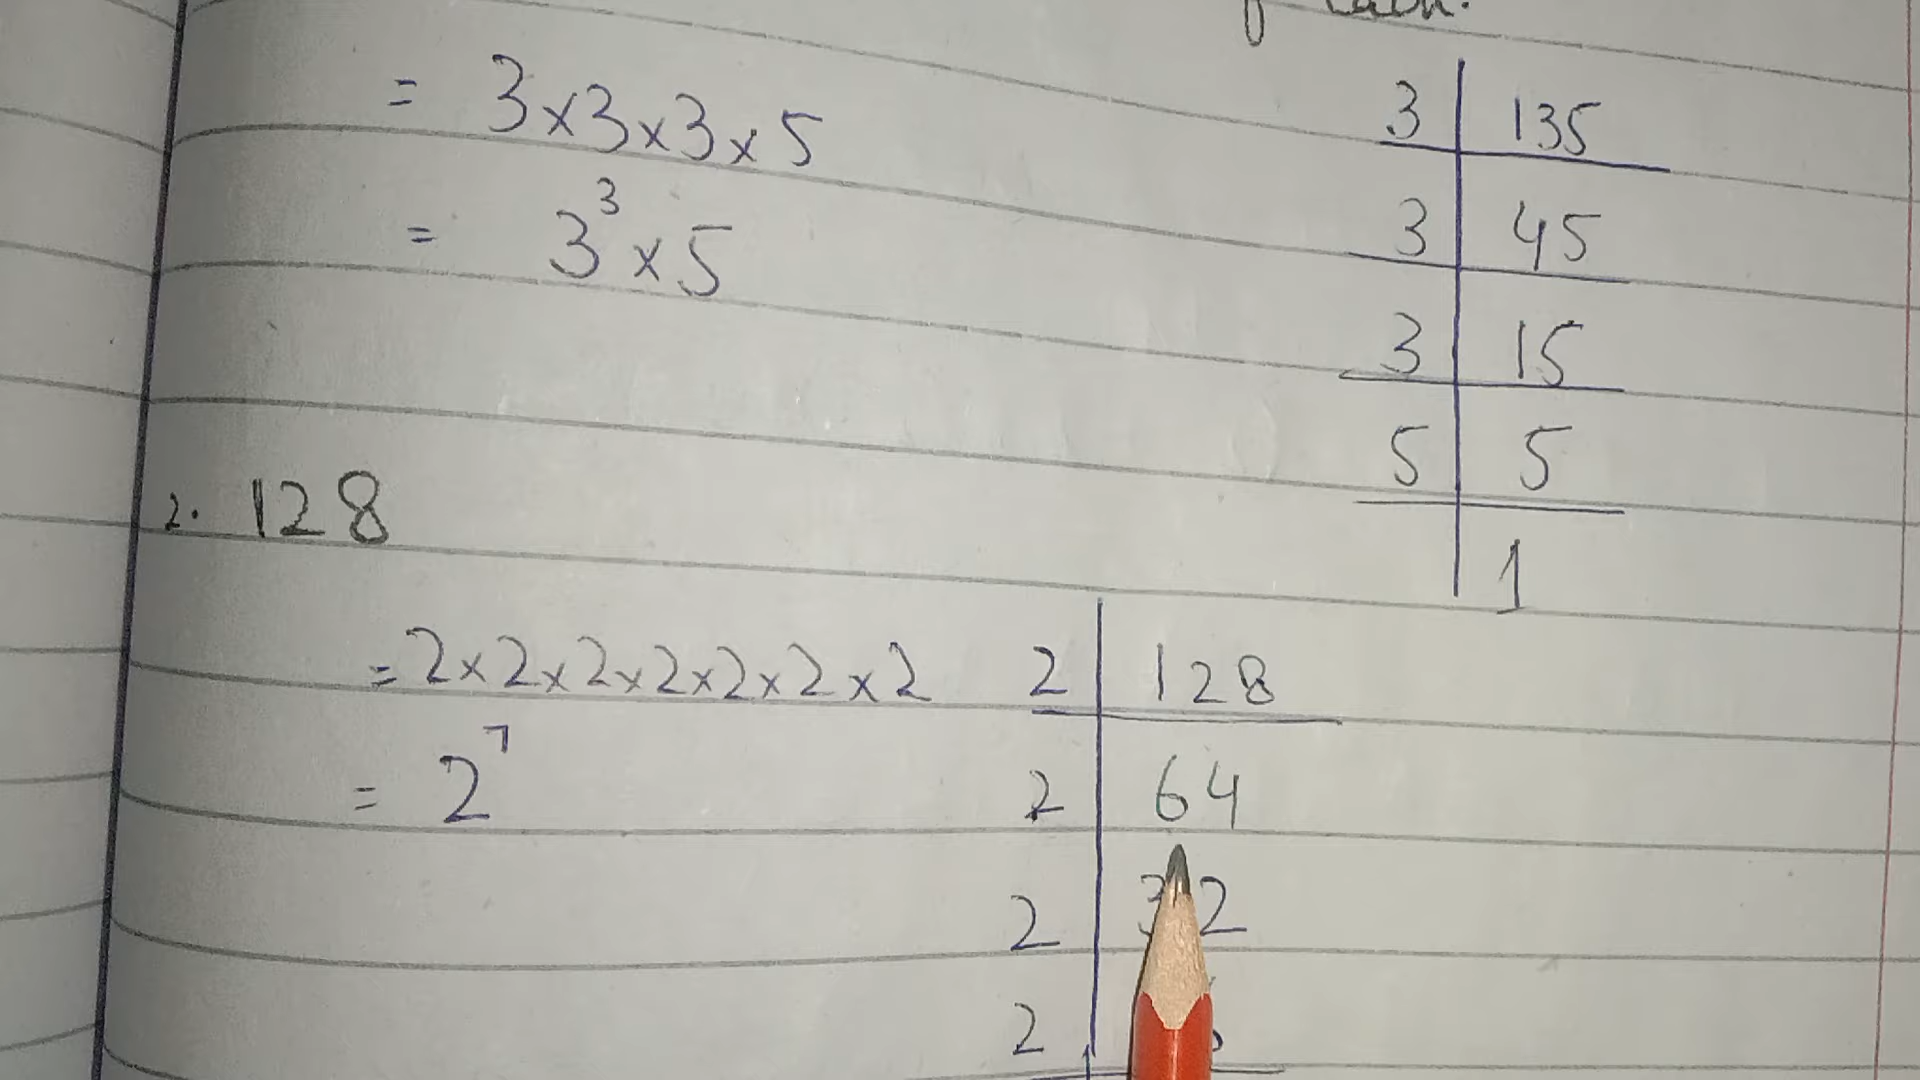 = 3×3×3×5
= 3³×5
3 | 135
3 | 45
3 | 15
5 | 5
1
2. 128
= 2×2×2×2×2×2×2
= 2⁷
2 | 128
2 | 64
2 | 32
2